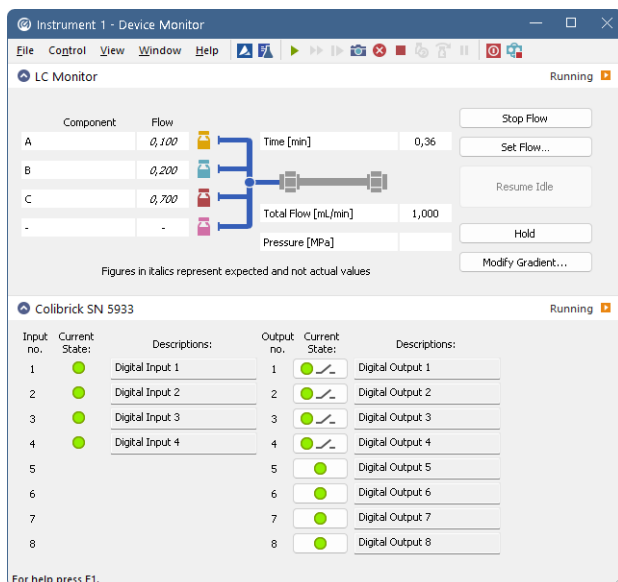 Instrument 1 - Device Monitor
File Control View Window Help
LC Monitor Running
Component Flow
A 0,100 Time [min] 0,36
B 0,200
C 0,700
- -
Total Flow [mL/min] 1,000
Pressure [MPa]
Figures in italics represent expected and not actual values
Stop Flow
Set Flow...
Resume Idle
Hold
Modify Gradient...
Colibrick SN 5933 Running
Input no. Current State: Descriptions: Output no. Current State: Descriptions:
1 Digital Input 1 1 Digital Output 1
2 Digital Input 2 2 Digital Output 2
3 Digital Input 3 3 Digital Output 3
4 Digital Input 4 4 Digital Output 4
5 5 Digital Output 5
6 6 Digital Output 6
7 7 Digital Output 7
8 8 Digital Output 8
For help press F1.